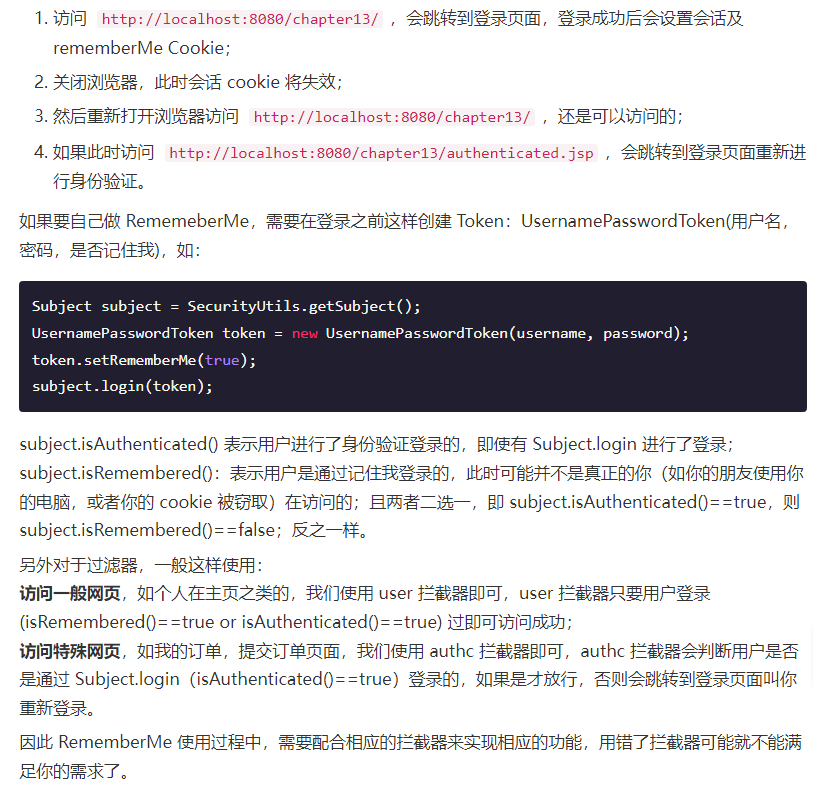 1. 访问 http://localhost:8080/chapter13/ ，会跳转到登录页面，登录成功后会设置会话及
rememberMe Cookie；
2. 关闭浏览器，此时会话 cookie 将失效；
3. 然后重新打开浏览器访问 http://localhost:8080/chapter13/ ，还是可以访问的；
4. 如果此时访问 http://localhost:8080/chapter13/authenticated.jsp ，会跳转到登录页面重新进
行身份验证。
如果要自己做 RememeberMe，需要在登录之前这样创建 Token：UsernamePasswordToken(用户名，
密码，是否记住我)，如：
Subject subject = SecurityUtils.getSubject();
UsernamePasswordToken token = new UsernamePasswordToken(username, password);
token.setRememberMe(true);
subject.login(token);
subject.isAuthenticated() 表示用户进行了身份验证登录的，即使有 Subject.login 进行了登录；
subject.isRemembered()：表示用户是通过记住我登录的，此时可能并不是真正的你（如你的朋友使用你
的电脑，或者你的 cookie 被窃取）在访问的；且两者二选一，即 subject.isAuthenticated()==true，则
subject.isRemembered()==false；反之一样。
另外对于过滤器，一般这样使用：
访问一般网页，如个人在主页之类的，我们使用 user 拦截器即可，user 拦截器只要用户登录
(isRemembered()==true or isAuthenticated()==true) 过即可访问成功；
访问特殊网页，如我的订单，提交订单页面，我们使用 authc 拦截器即可，authc 拦截器会判断用户是否
是通过 Subject.login（isAuthenticated()==true）登录的，如果是才放行，否则会跳转到登录页面叫你
重新登录。
因此 RememberMe 使用过程中，需要配合相应的拦截器来实现相应的功能，用错了拦截器可能就不能满
足你的需求了。